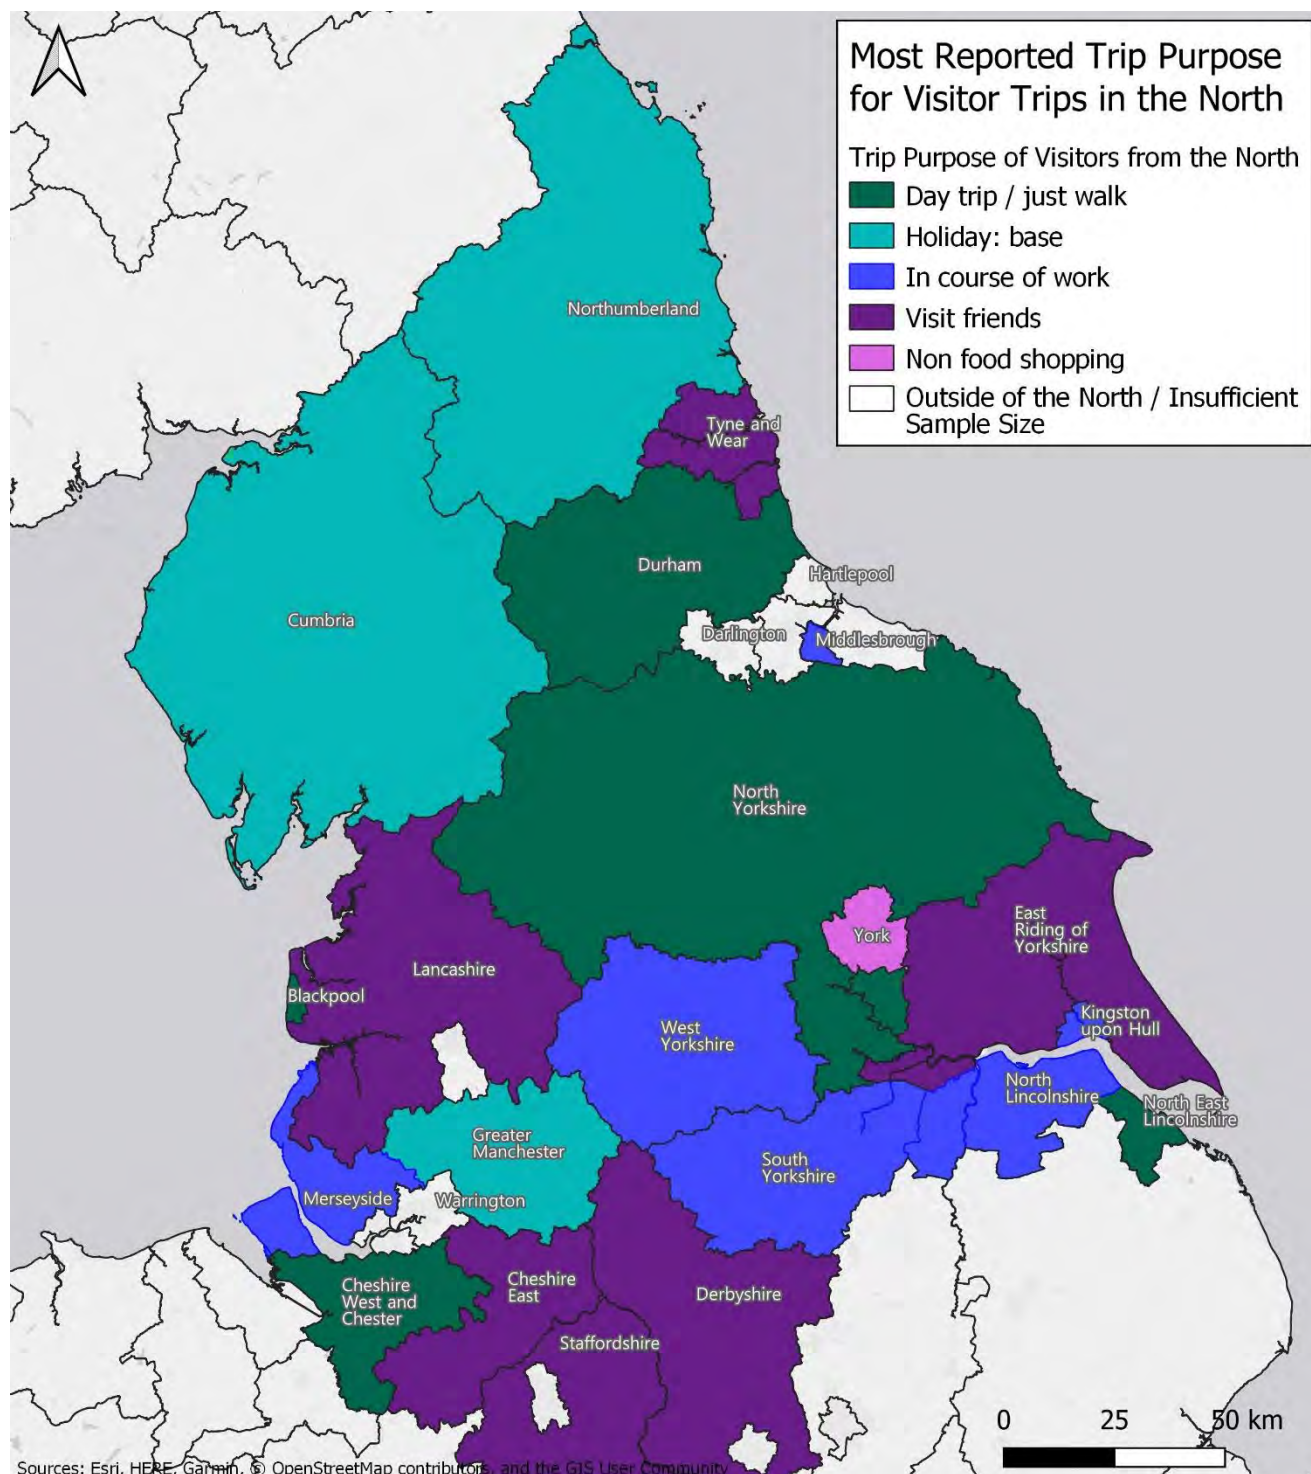 Most Reported Trip Purpose
for Visitor Trips in the North
Trip Purpose of Visitors from the North
Day trip / just walk
Holiday: base
In course of work
Visit friends
Non food shopping
Outside of the North / Insufficient
Sample Size
Northumberland
Tyne and
Wear
Durham
Hartlepool
Cumbria
Darlington
Middlesbrough
North
Yorkshire
East
Riding of
Yorkshire
York
Lancashire
Blackpool
Kingston
upon Hull
West
Yorkshire
North
Lincolnshire
North East
Lincolnshire
Greater
Manchester
South
Yorkshire
Merseyside
Warrington
Cheshire
West and
Chester
Cheshire
East
Derbyshire
Staffordshire
0 25 50 km
Sources: Esri, HERE, Garmin, © OpenStreetMap contributors, and the GIS User Community